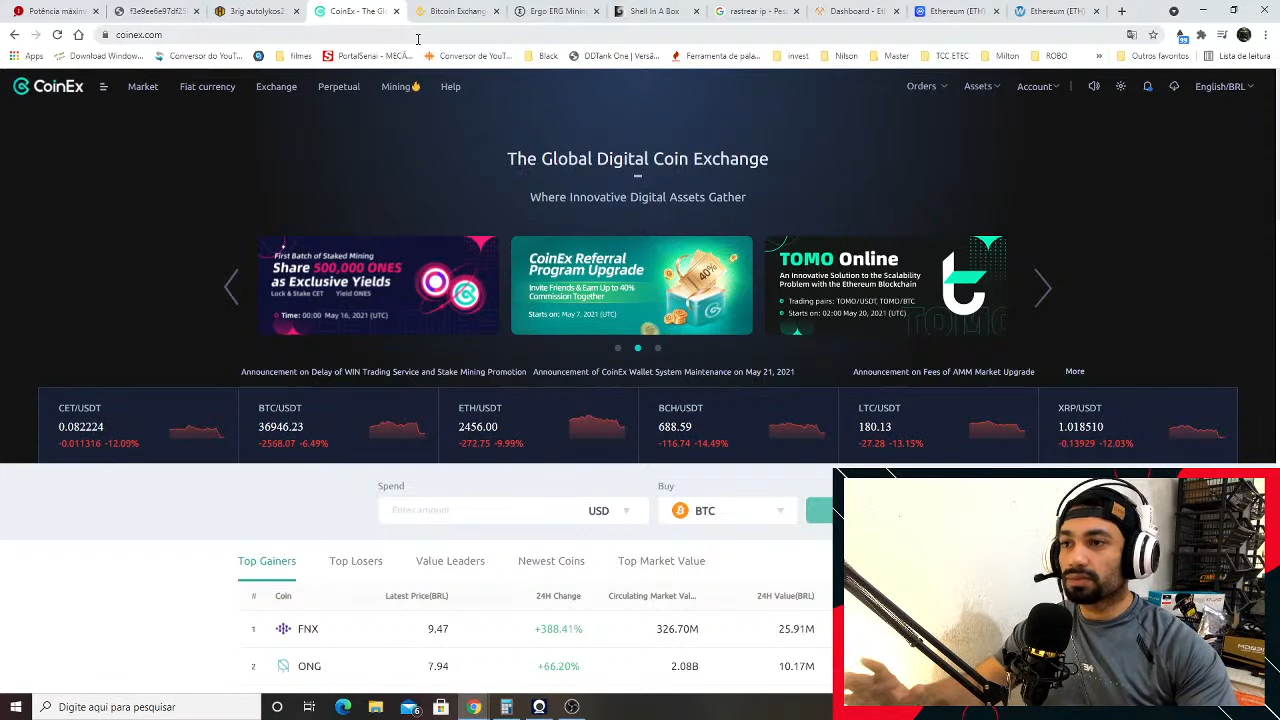 Potência máxim
f3e9ee6e97df25
3rig autolykos2
CoinEx - The Glo
Bitcoin Exchang
Ergo ERG Minin
Shell In A Box
rastrear ip - Pes
Dashboard - Eth
Ethereum (ETH)
Ethereum (ETH)
coinex.com
Apps
Download Window...
Conversor do YouT...
filmes
PortalSenai - MECÂ...
Conversor de YouT...
Black
DDTank One ( Versã...
Ferramenta de pala...
invest
Nilson
Master
TCC ETEC
Milton
ROBO
»
Outros favoritos
Lista de leitura
99
CoinEx
Market
Fiat currency
Exchange
Perpetual
Mining
Help
Orders
Assets
Account
English/BRL
The Global Digital Coin Exchange
Where Innovative Digital Assets Gather
First Batch of Staked Mining
Share 500,000 ONES
as Exclusive Yields
Lock & Stake CET Yield ONES
Time: 00:00 May 16, 2021 (UTC)
CoinEx Referral
Program Upgrade
Invite Friends & Earn Up to 40%
Commission Together
Starts on: May 7, 2021 (UTC)
40%
TOMO Online
An Innovative Solution to the Scalability
Problem with the Ethereum Blockchain
Trading pairs: TOMO/USDT, TOMO/BTC
Starts on: 02:00 May 20, 2021 (UTC)
TOMO
Announcement on Delay of WIN Trading Service and Stake Mining Promotion
Announcement of CoinEx Wallet System Maintenance on May 21, 2021
Announcement on Fees of AMM Market Upgrade
More
CET/USDT
0.082224
-0.011316 -12.09%
BTC/USDT
36946.23
-2568.07 -6.49%
ETH/USDT
2456.00
-272.75 -9.99%
BCH/USDT
688.59
-116.74 -14.49%
LTC/USDT
180.13
-27.28 -13.15%
XRP/USDT
1.018510
-0.13929 -12.03%
Spend
Enter amount
USD
Buy
BTC
Top Gainers
Top Losers
Value Leaders
Newest Coins
Top Market Value
# Coin Latest Price(BRL) 24H Change Circulating Market Val... 24H Value(BRL)
1 FNX 9.47 +388.41% 326.70M 25.91M
2 ONG 7.94 +66.20% 2.08B 10.17M
Digite aqui para pesquisar
6